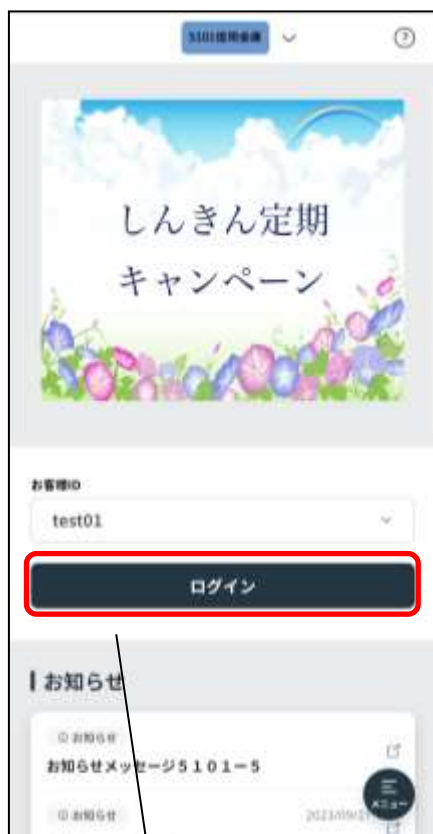 5101信用金庫
しんきん定期
キャンペーン
お客様ID
test01
ログイン
お知らせ
お知らせ
お知らせメッセージ5101-5
メニュー
お知らせ